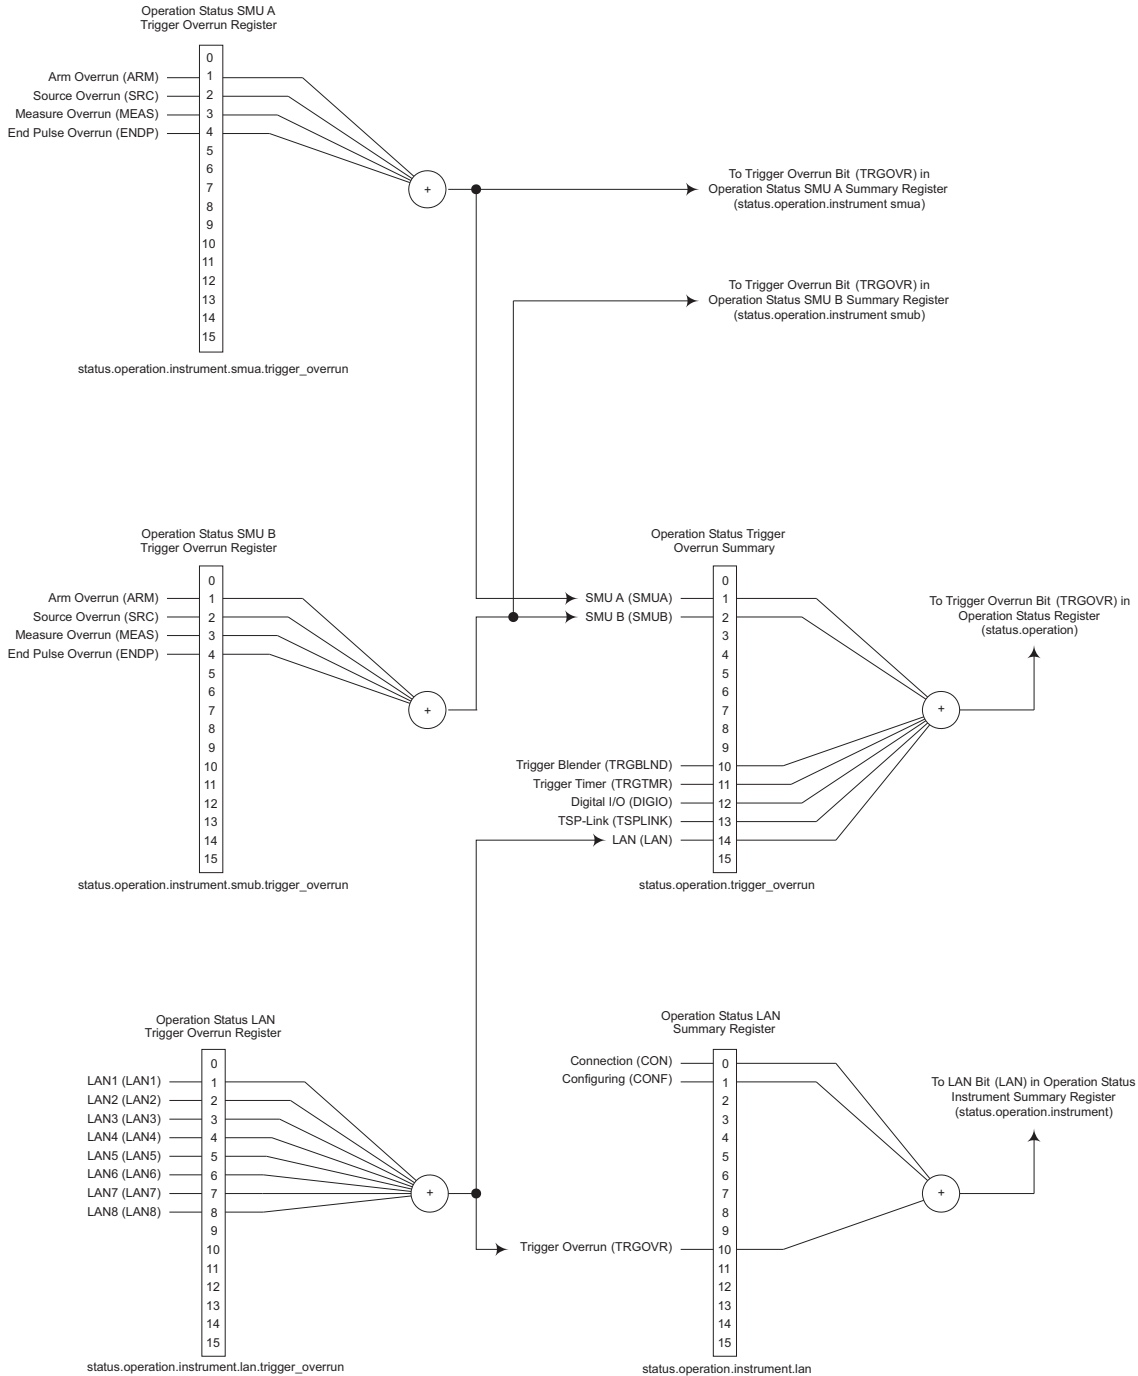 Operation Status SMU A
Trigger Overrun Register
0
Arm Overrun (ARM) 1
Source Overrun (SRC) 2
Measure Overrun (MEAS) 3
End Pulse Overrun (ENDP) 4
5
6
7
8
9
10
11
12
13
14
15
status.operation.instrument.smua.trigger_overrun
+
To Trigger Overrun Bit (TRGOVR) in
Operation Status SMU A Summary Register
(status.operation.instrument smua)
To Trigger Overrun Bit (TRGOVR) in
Operation Status SMU B Summary Register
(status.operation.instrument smub)
Operation Status SMU B
Trigger Overrun Register
0
Arm Overrun (ARM) 1
Source Overrun (SRC) 2
Measure Overrun (MEAS) 3
End Pulse Overrun (ENDP) 4
5
6
7
8
9
10
11
12
13
14
15
status.operation.instrument.smub.trigger_overrun
+
Operation Status Trigger
Overrun Summary
0
SMU A (SMUA) 1
SMU B (SMUB) 2
3
4
5
6
7
8
9
Trigger Blender (TRGBLND) 10
Trigger Timer (TRGTMR) 11
Digital I/O (DIGIO) 12
TSP-Link (TSPLINK) 13
LAN (LAN) 14
15
status.operation.trigger_overrun
+
To Trigger Overrun Bit (TRGOVR) in
Operation Status Register
(status.operation)
Operation Status LAN
Trigger Overrun Register
0
LAN1 (LAN1) 1
LAN2 (LAN2) 2
LAN3 (LAN3) 3
LAN4 (LAN4) 4
LAN5 (LAN5) 5
LAN6 (LAN6) 6
LAN7 (LAN7) 7
LAN8 (LAN8) 8
9
10
11
12
13
14
15
status.operation.instrument.lan.trigger_overrun
+
Operation Status LAN
Summary Register
Connection (CON) 0
Configuring (CONF) 1
2
3
4
5
6
7
8
9
Trigger Overrun (TRGOVR) 10
11
12
13
14
15
status.operation.instrument.lan
+
To LAN Bit (LAN) in Operation Status
Instrument Summary Register
(status.operation.instrument)